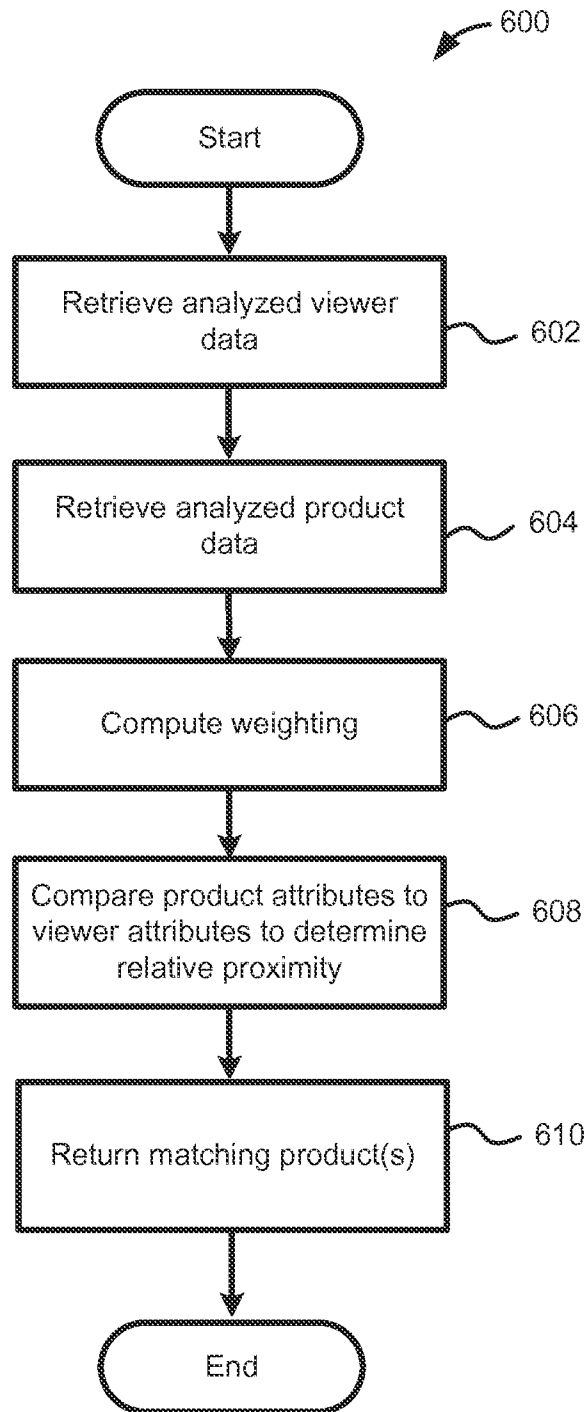 600
Start
Retrieve analyzed viewer
data
602
Retrieve analyzed product
data
604
Compute weighting
606
Compare product attributes to
viewer attributes to determine
relative proximity
608
Return matching product(s)
610
End